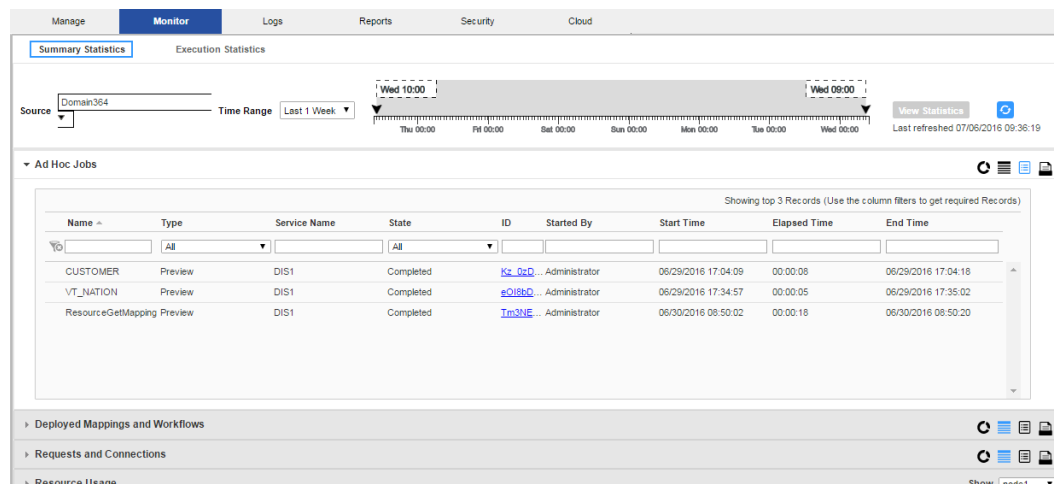 Manage Monitor Logs Reports Security Cloud
Summary Statistics Execution Statistics
Wed 10:00 Wed 09:00
Source Domain364 Time Range Last 1 Week View Statistics
Thu 00:00 Fri 00:00 Sat 00:00 Sun 00:00 Mon 00:00 Tue 00:00 Wed 00:00 Last refreshed 07/06/2016 09:36:19
Ad Hoc Jobs
Showing top 3 Records (Use the column filters to get required Records)
Name Type Service Name State ID Started By Start Time Elapsed Time End Time
All All
CUSTOMER Preview DIS1 Completed Kz_0zD... Administrator 06/29/2016 17:04:09 00:00:08 06/29/2016 17:04:18
VT_NATION Preview DIS1 Completed eOI8bD... Administrator 06/29/2016 17:34:57 00:00:05 06/29/2016 17:35:02
ResourceGetMapping Preview DIS1 Completed Tm3NE... Administrator 06/30/2016 08:50:02 00:00:18 06/30/2016 08:50:20
Deployed Mappings and Workflows
Requests and Connections
Resource Usage Show node1